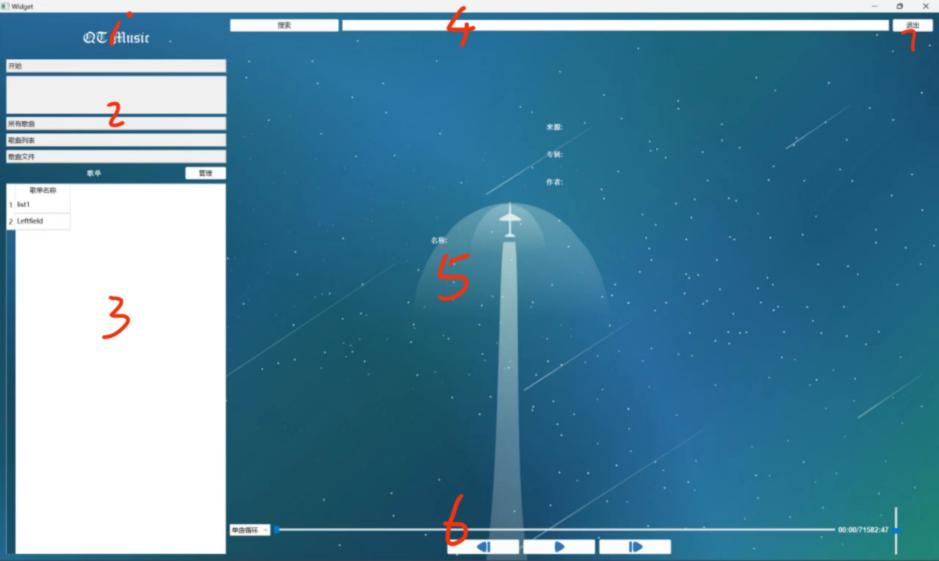 Widget
1
QT Music
搜索
4
退出
7
开始
2
所有歌曲
歌曲列表
歌曲文件
歌单
管理
歌单名称
1 list1
2 Leftfield
3
来源:
专辑:
作者:
名称:
5
6
单曲循环
00:00/71582:47